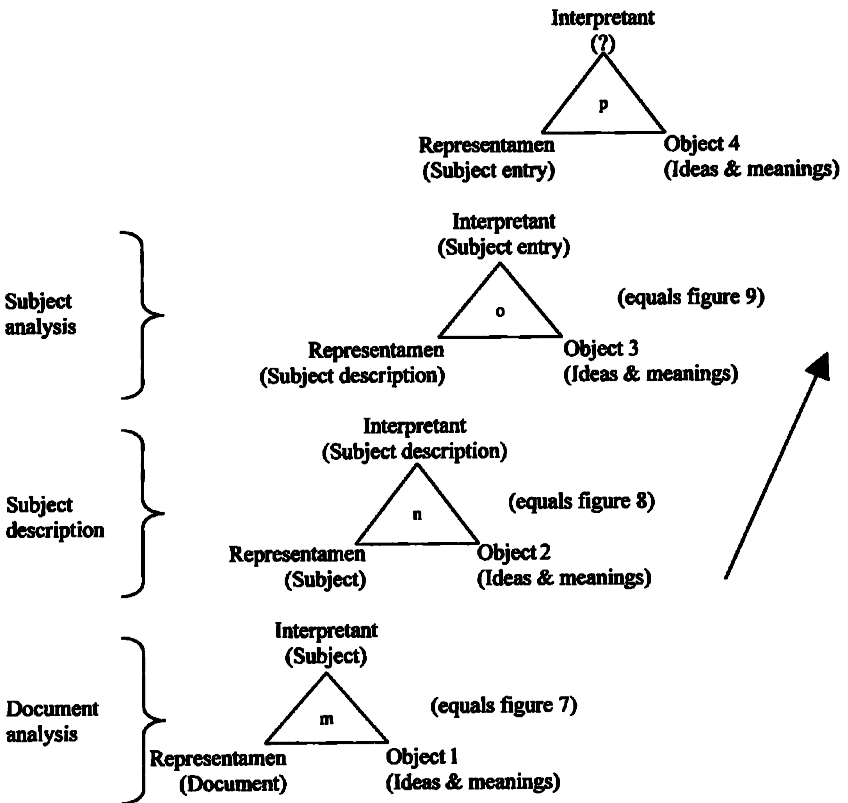 Interpretant
(?)
p
Representamen
(Subject entry)
Object 4
(Ideas & meanings)
Interpretant
(Subject entry)
Subject
analysis
o
(equals figure 9)
Representamen
(Subject description)
Object 3
(Ideas & meanings)
Interpretant
(Subject description)
Subject
description
n
(equals figure 8)
Representamen
(Subject)
Object 2
(Ideas & meanings)
Interpretant
(Subject)
Document
analysis
m
(equals figure 7)
Representamen
(Document)
Object 1
(Ideas & meanings)